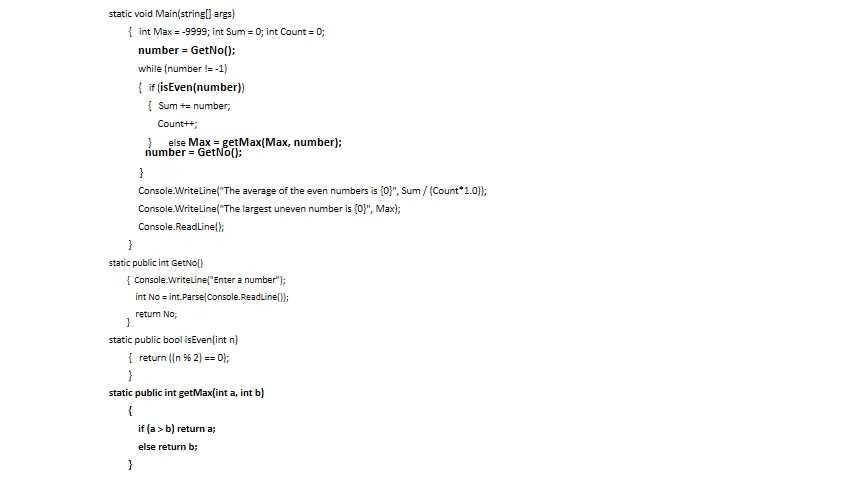 static void Main(string[] args)
{ int Max = -9999; int Sum = 0; int Count = 0;
number = GetNo();
while (number != -1)
{ if (isEven(number))
{ Sum += number;
Count++;
} else Max = getMax(Max, number);
number = GetNo();
}
Console.WriteLine("The average of the even numbers is {0}", Sum / (Count*1.0));
Console.WriteLine("The largest uneven number is {0}", Max);
Console.ReadLine();
}
static public int GetNo()
{ Console.WriteLine("Enter a number");
int No = int.Parse(Console.ReadLine());
return No;
}
static public bool isEven(int n)
{ return ((n % 2) == 0);
}
static public int getMax(int a, int b)
{
if (a > b) return a;
else return b;
}